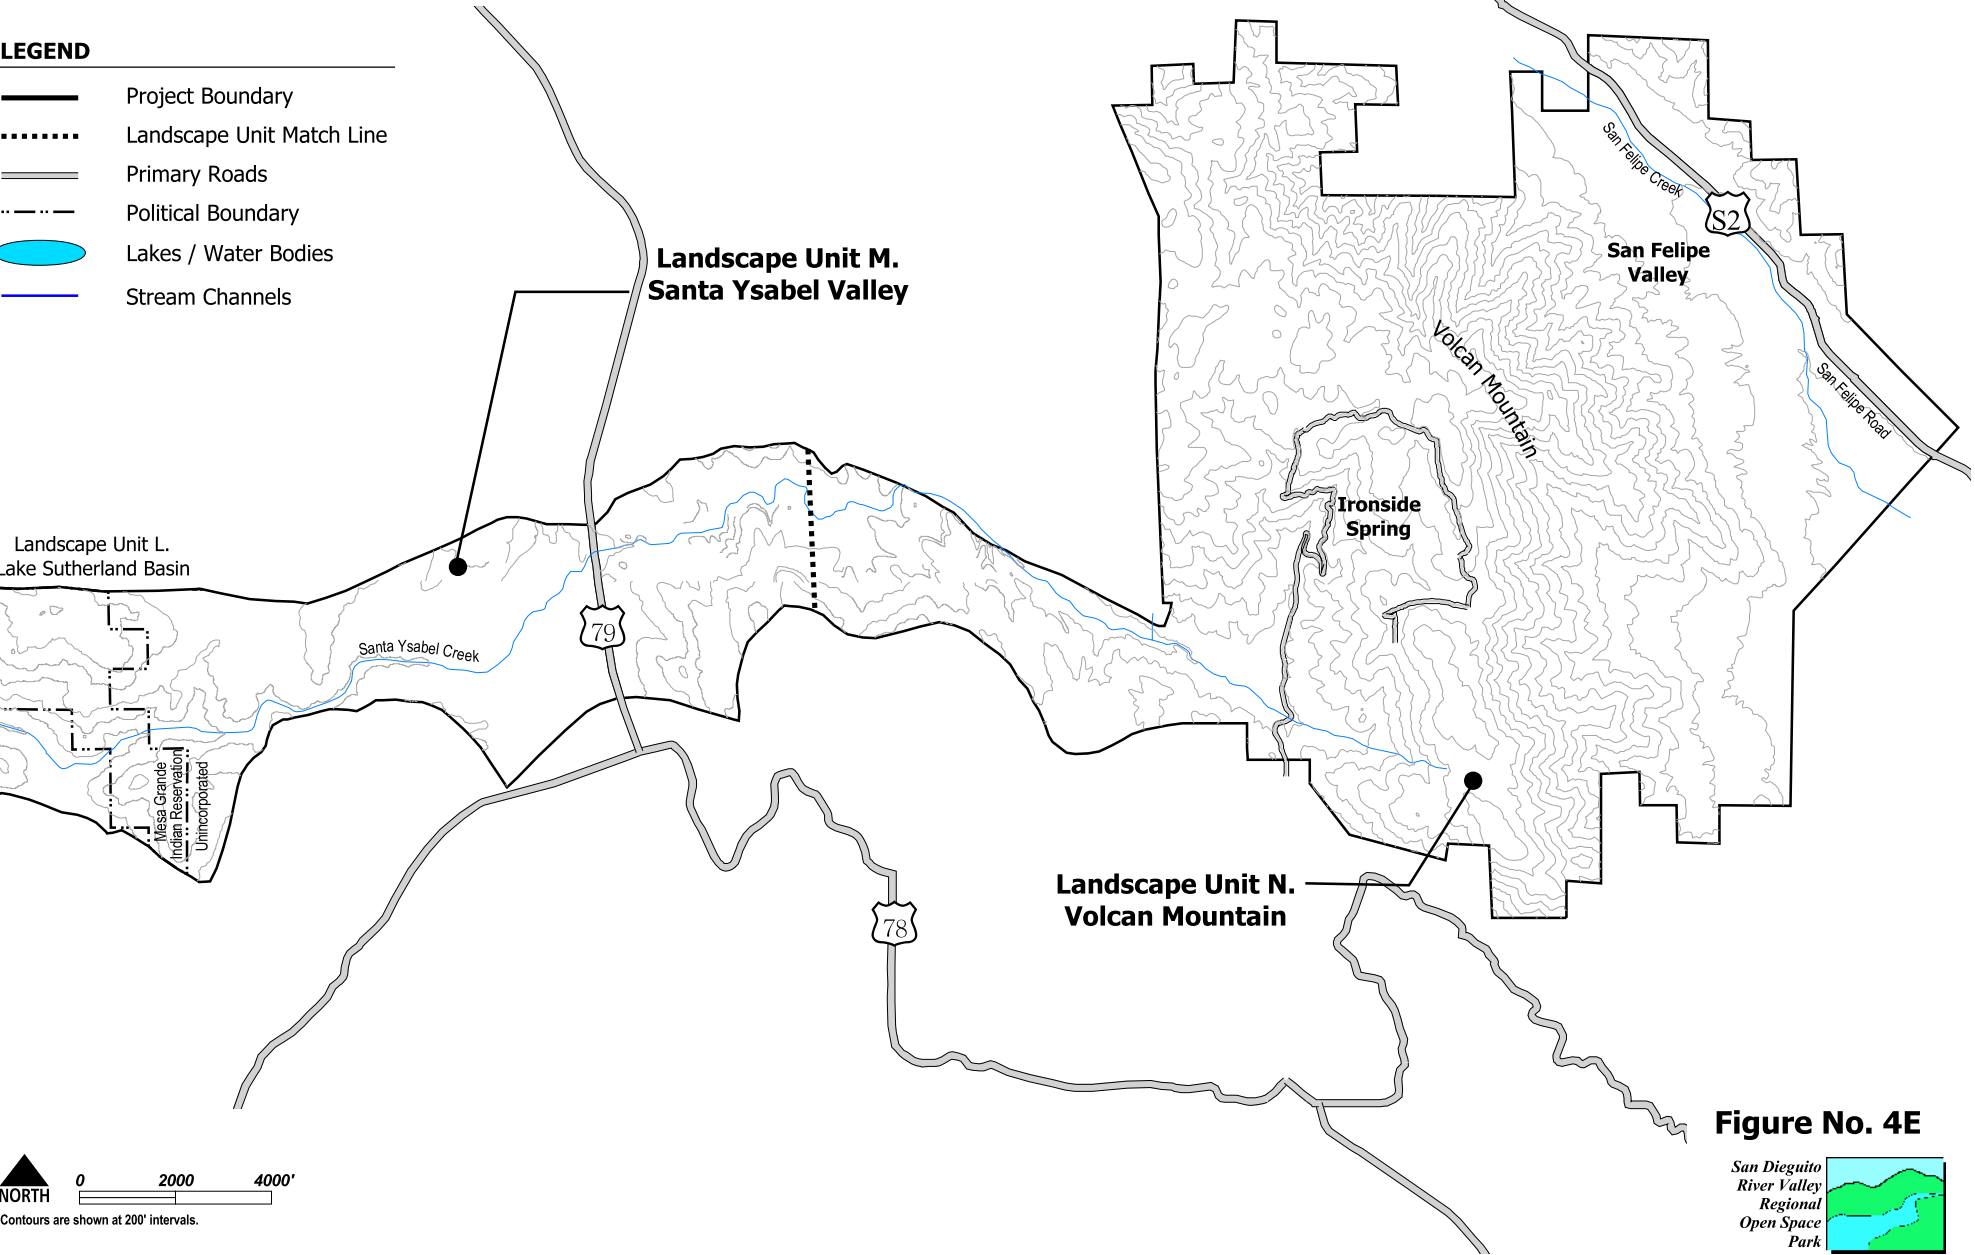 LEGEND
Project Boundary
Landscape Unit Match Line
Primary Roads
Political Boundary
Lakes / Water Bodies
Stream Channels
Landscape Unit M.
Santa Ysabel Valley
San Felipe Creek
S2
San Felipe
Valley
Volcan Mountain
San Felipe Road
Ironside
Spring
Landscape Unit L.
Lake Sutherland Basin
79
Santa Ysabel Creek
Mesa Grande
Indian Reservation
Unincorporated
Landscape Unit N.
Volcan Mountain
78
Figure No. 4E
San Dieguito
River Valley
Regional
Open Space
Park
NORTH
0 2000 4000'
Contours are shown at 200' intervals.